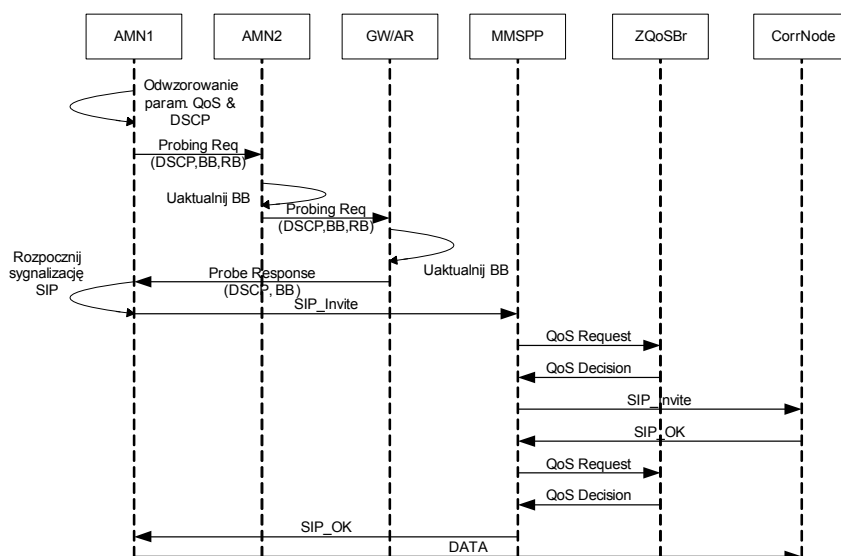 AMN1
AMN2
GW/AR
MMSPP
ZQoSBr
CorrNode
Odwzorowanie
param. QoS &
DSCP
Probing Req
(DSCP,BB,RB)
Uaktualnij BB
Probing Req
(DSCP,BB,RB)
Uaktualnij BB
Rozpocznij
sygnalizację
SIP
Probe Response
(DSCP, BB)
SIP_Invite
QoS Request
QoS Decision
SIP_Invite
SIP_OK
QoS Request
QoS Decision
SIP_OK
DATA